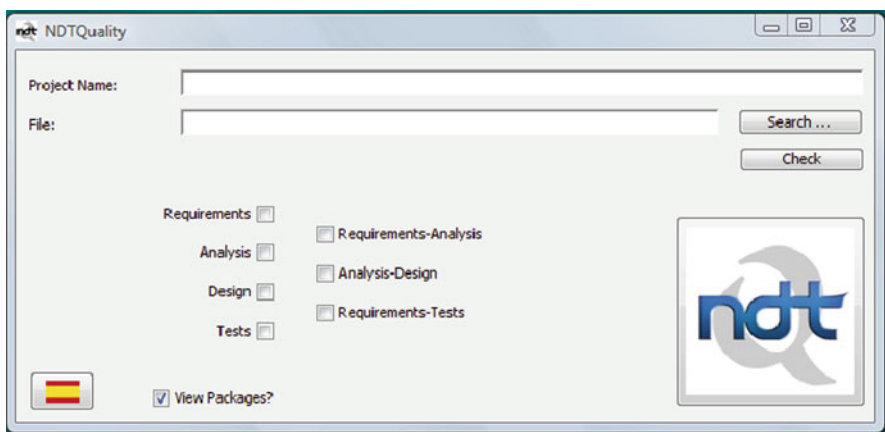 ndt NDTQuality
Project Name:
File:
Search ...
Check
Requirements
Requirements-Analysis
Analysis
Analysis-Design
Design
Requirements-Tests
Tests
ndt
View Packages?